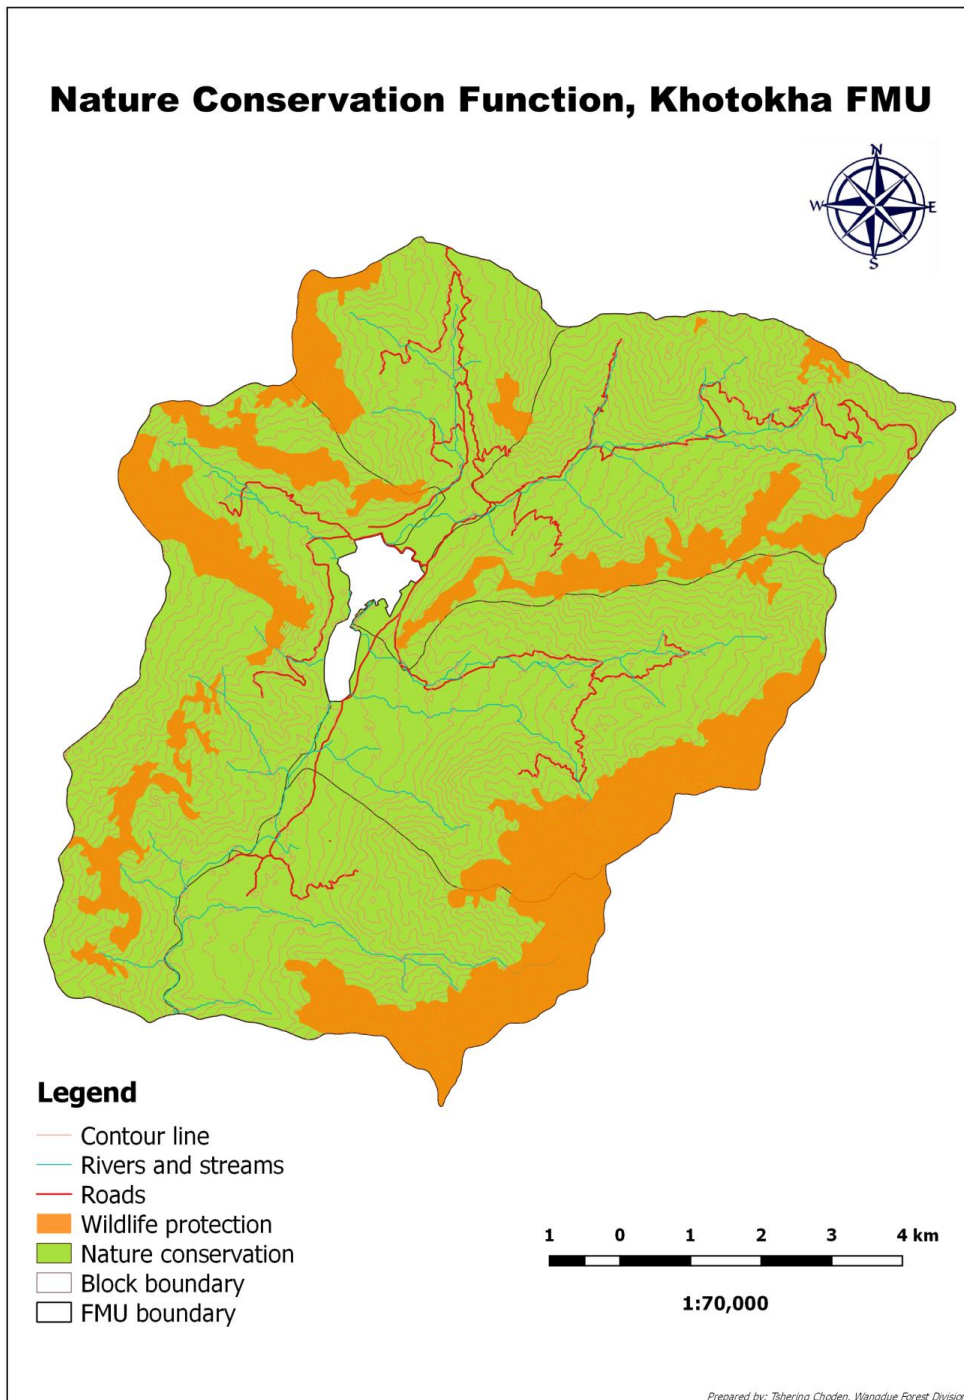 Nature Conservation Function, Khotokha FMU
N
W E
S
Legend
Contour line
Rivers and streams
Roads
Wildlife protection
Nature conservation
Block boundary
FMU boundary
1 0 1 2 3 4 km
1:70,000
Prepared by: Tshering Choden, Wangdue Forest Division